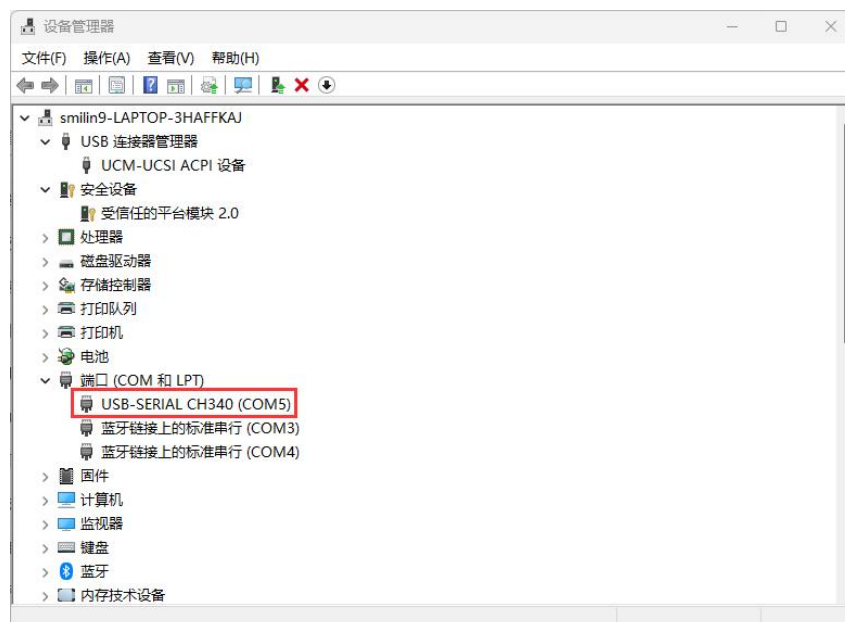 设备管理器
文件(F) 操作(A) 查看(V) 帮助(H)
smilin9-LAPTOP-3HAFFKAJ
USB 连接器管理器
UCM-UCSI ACPI 设备
安全设备
受信任的平台模块 2.0
处理器
磁盘驱动器
存储控制器
打印队列
打印机
电池
端口 (COM 和 LPT)
USB-SERIAL CH340 (COM5)
蓝牙链接上的标准串行 (COM3)
蓝牙链接上的标准串行 (COM4)
固件
计算机
监视器
键盘
蓝牙
内存技术设备